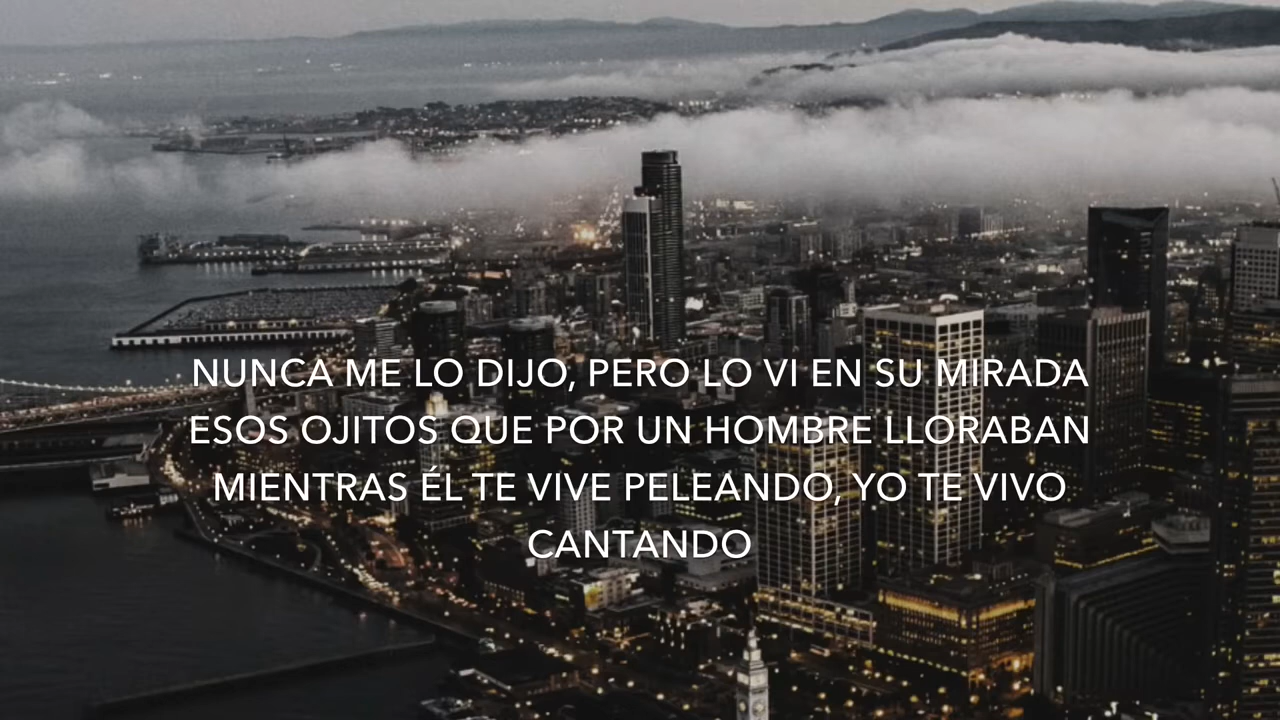 NUNCA ME LO DIJO, PERO LO VI EN SU MIRADA
ESOS OJITOS QUE POR UN HOMBRE LLORABAN
MIENTRAS ÉL TE VIVE PELEANDO, YO TE VIVO
CANTANDO